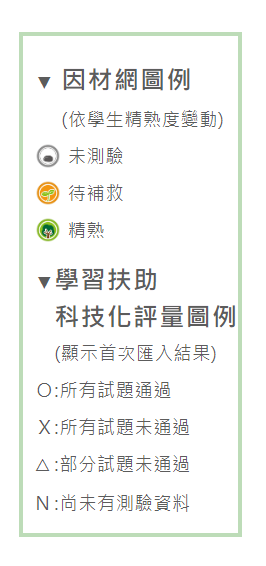 ▼ 因材網圖例
(依學生精熟度變動)
未測驗
待補救
精熟
▼學習扶助
科技化評量圖例
(顯示首次匯入結果)
O:所有試題通過
X:所有試題未通過
△:部分試題未通過
N:尚未有測驗資料